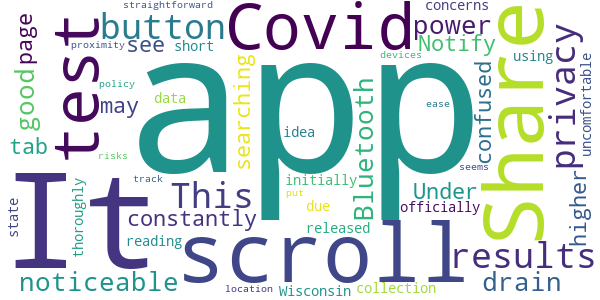 straightforward
concerns
button
Covid
power
page
test
proximity
see
short
Notify
Share
privacy
app
devices
using
good
searching
policy
data
may
confused
uncomfortable
idea
ease
tab
risks
track
seems
It
thoroughly
initially
Bluetooth
Under
This
put
due
officially
higher
state
constantly
reading
released
scroll
results
noticeable
location
Wisconsin
collection
drain